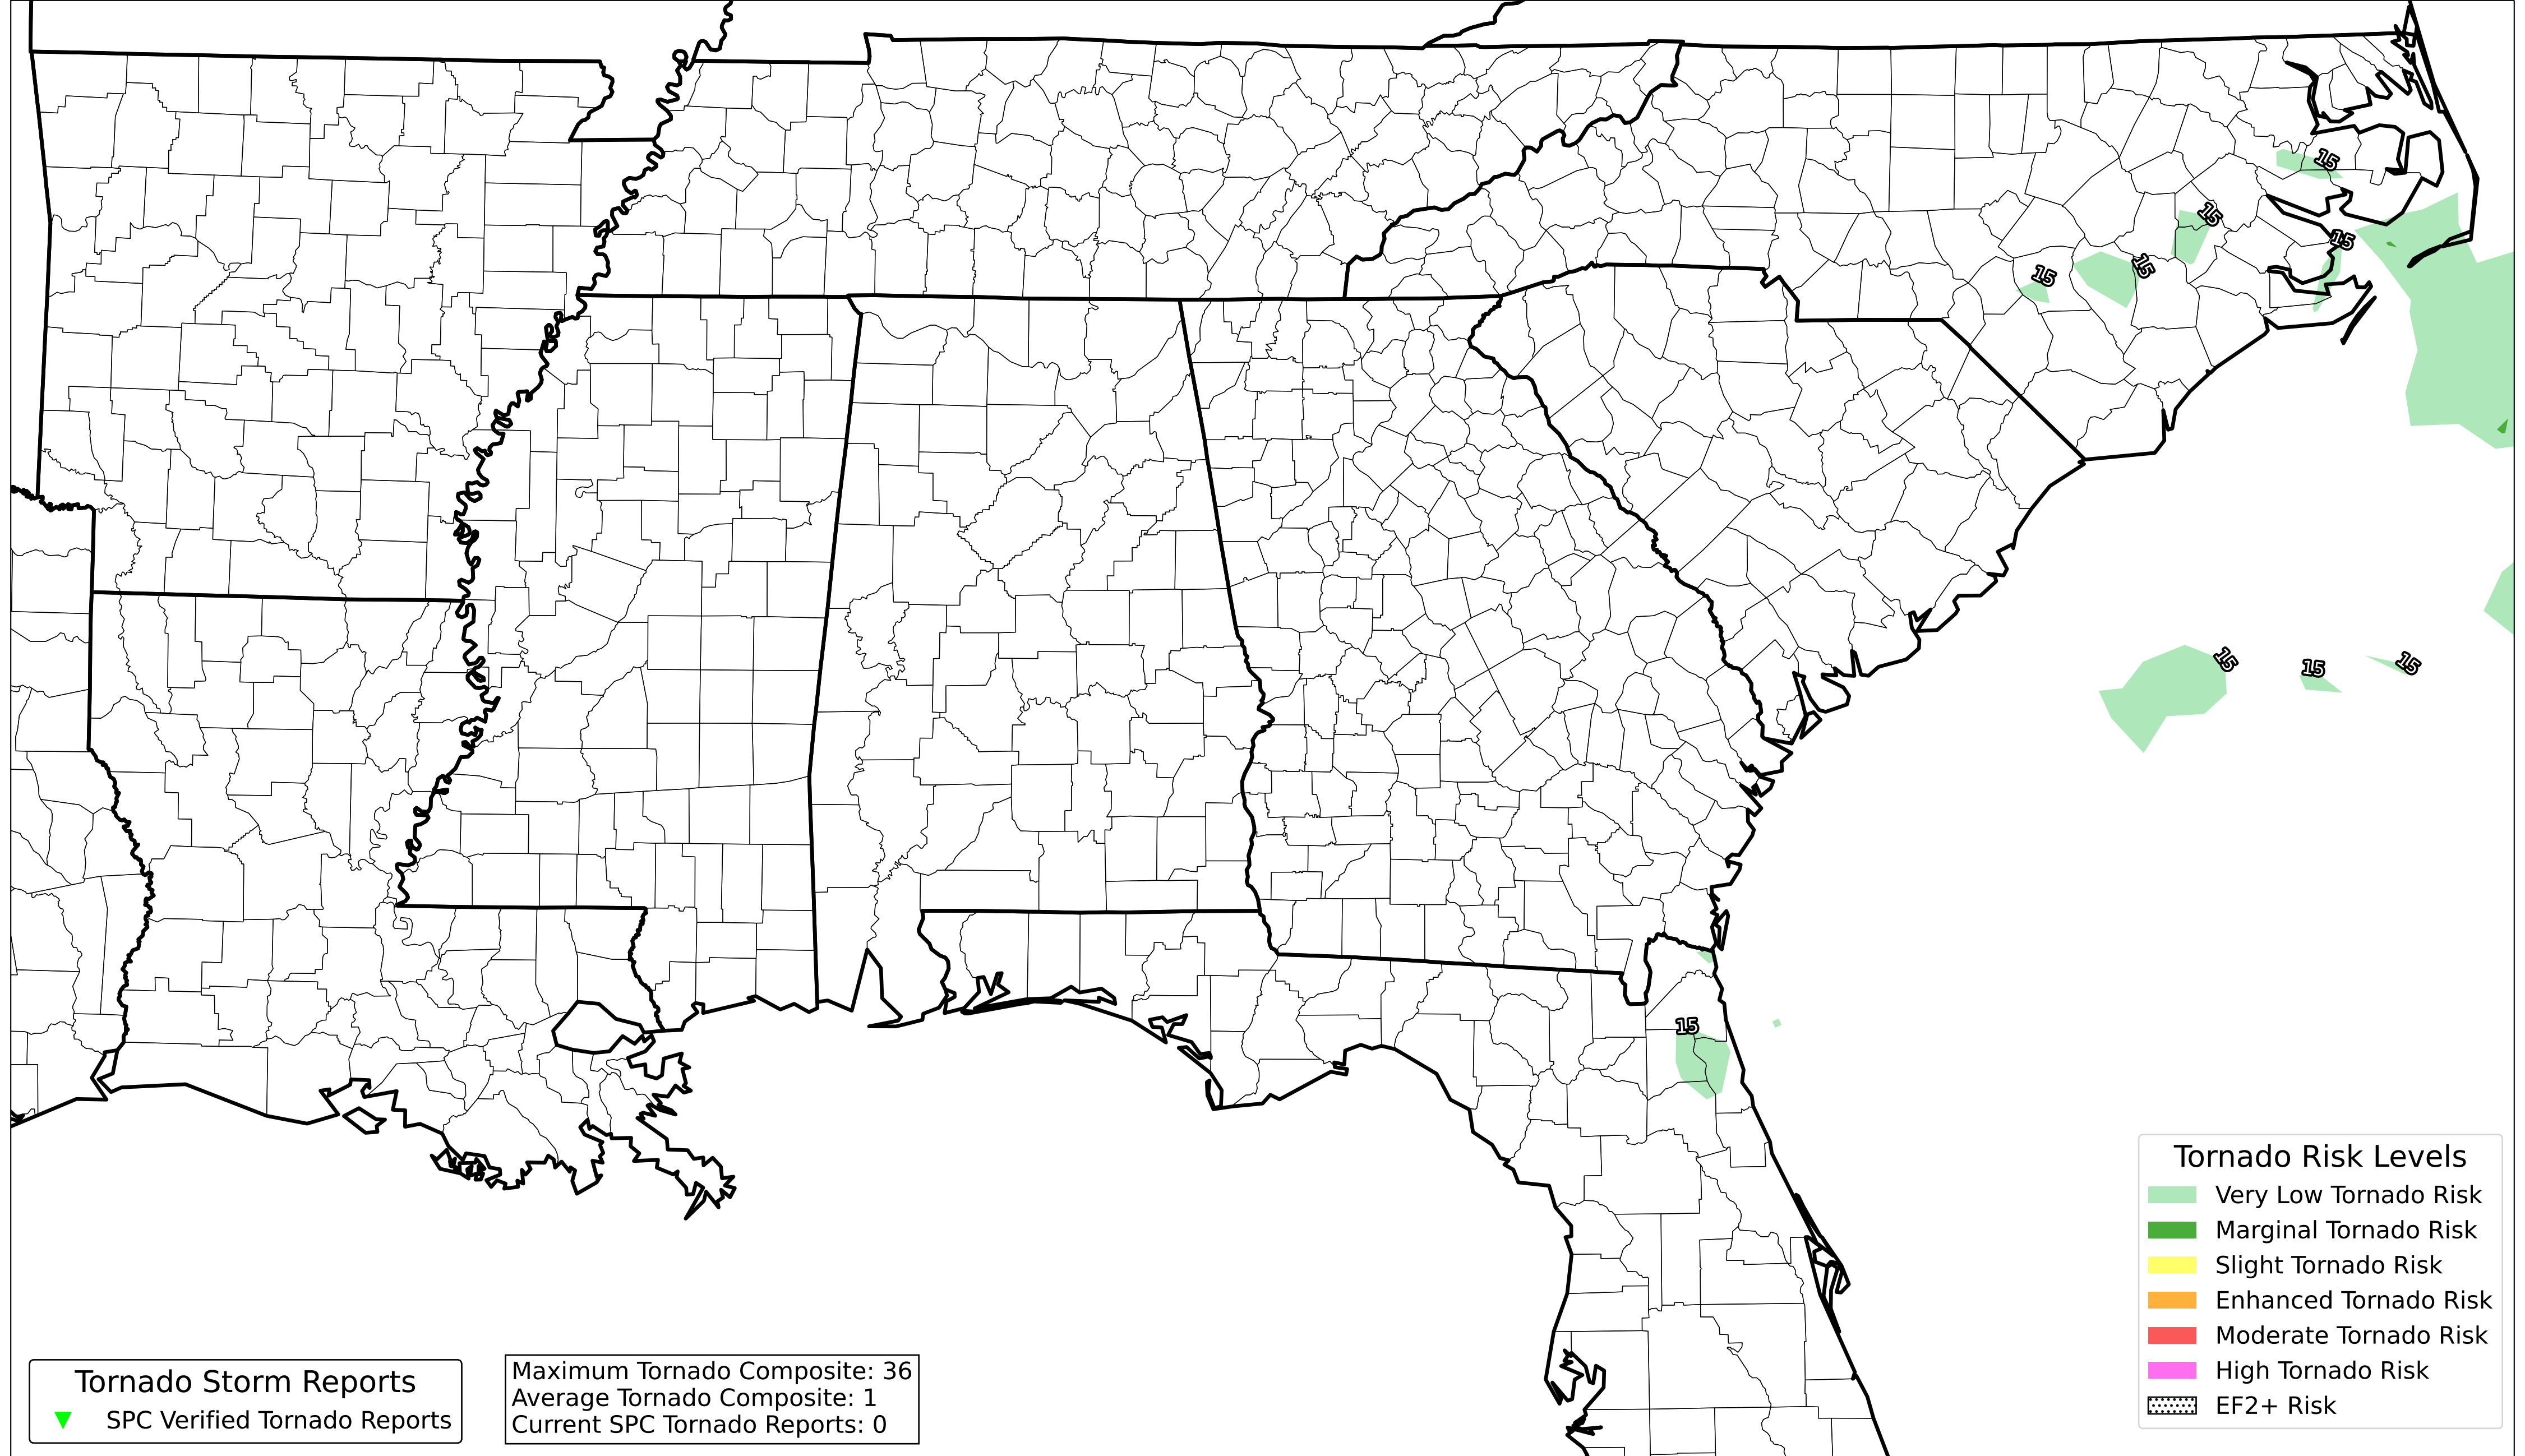 15
15
15
15
15
15
15
15
15
Tornado Risk Levels
Very Low Tornado Risk
Marginal Tornado Risk
Slight Tornado Risk
Enhanced Tornado Risk
Moderate Tornado Risk
High Tornado Risk
EF2+ Risk
Tornado Storm Reports
SPC Verified Tornado Reports
Maximum Tornado Composite: 36
Average Tornado Composite: 1
Current SPC Tornado Reports: 0